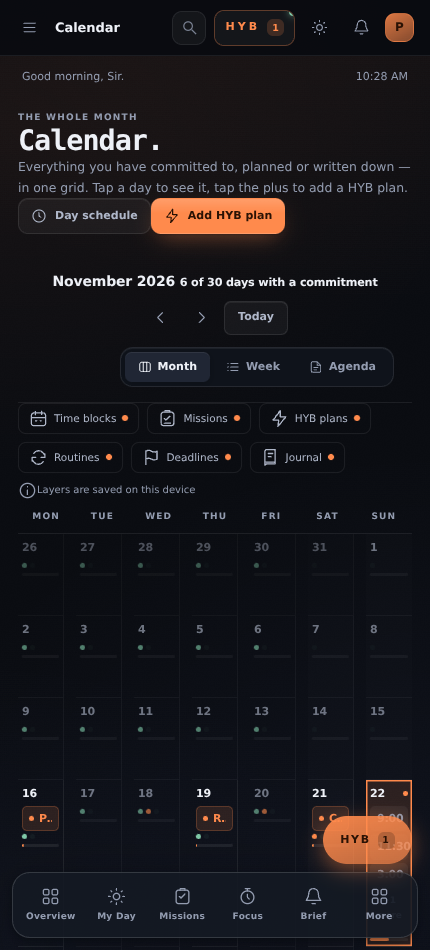 Calendar
HYB 1
P
Good morning, Sir.
10:28 AM
THE WHOLE MONTH
Calendar.
Everything you have committed to, planned or written down —
in one grid. Tap a day to see it, tap the plus to add a HYB plan.
Day schedule
Add HYB plan
November 2026 6 of 30 days with a commitment
Today
Month
Week
Agenda
Time blocks
Missions
HYB plans
Routines
Deadlines
Journal
Layers are saved on this device
MON TUE WED THU FRI SAT SUN
26 27 28 29 30 31 1
2 3 4 5 6 7 8
9 10 11 12 13 14 15
16 17 18 19 20 21 22
P… R… C
9:00
HYB 1
Overview
My Day
Missions
Focus
Brief
More